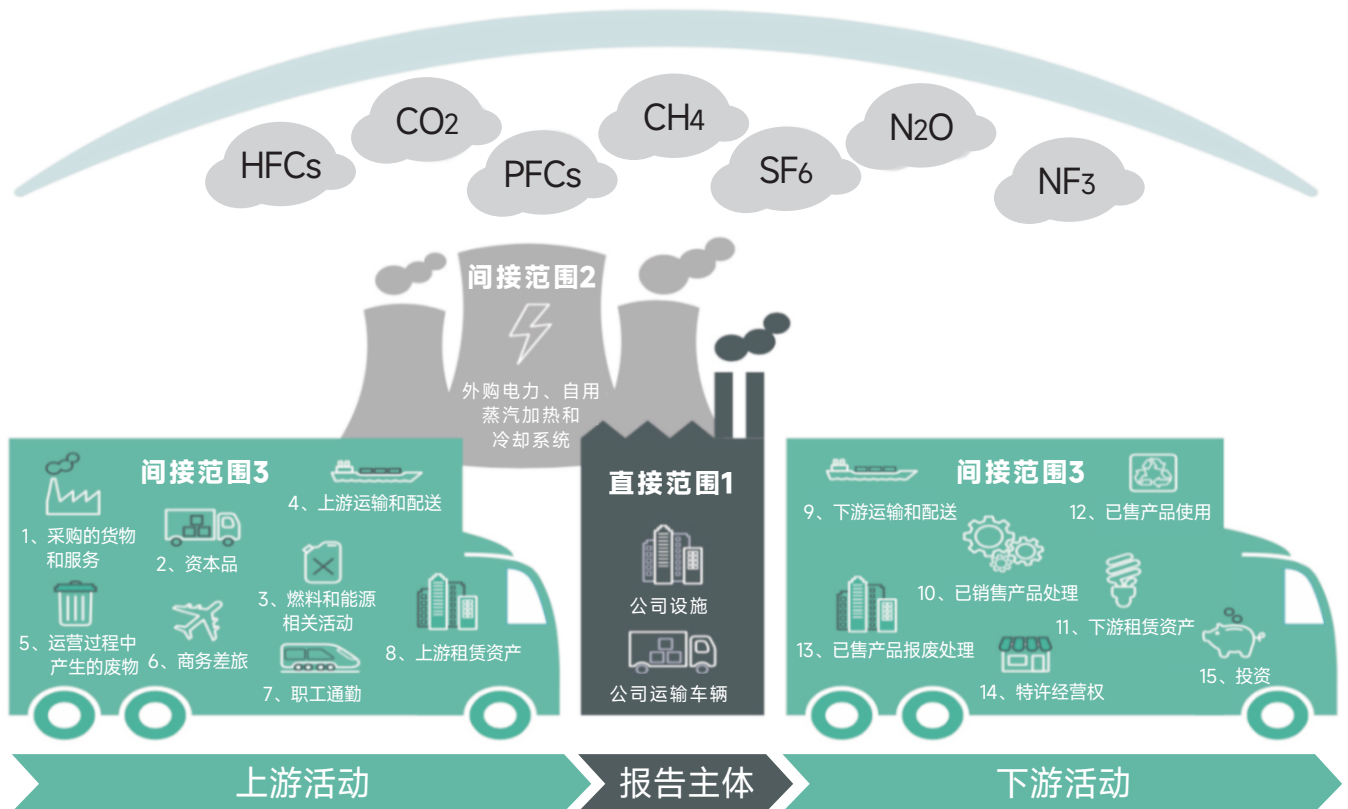 HFCs
CO2
PFCs
CH4
SF6
N2O
NF3
间接范围2
外购电力、自用
蒸汽加热和
冷却系统
间接范围3
1、采购的货物
和服务
2、资本品
3、燃料和能源
相关活动
4、上游运输和配送
5、运营过程中
产生的废物
6、商务差旅
7、职工通勤
8、上游租赁资产
直接范围1
公司设施
公司运输车辆
间接范围3
9、下游运输和配送
10、已销售产品处理
11、下游租赁资产
12、已售产品使用
13、已售产品报废处理
14、特许经营权
15、投资
上游活动
报告主体
下游活动